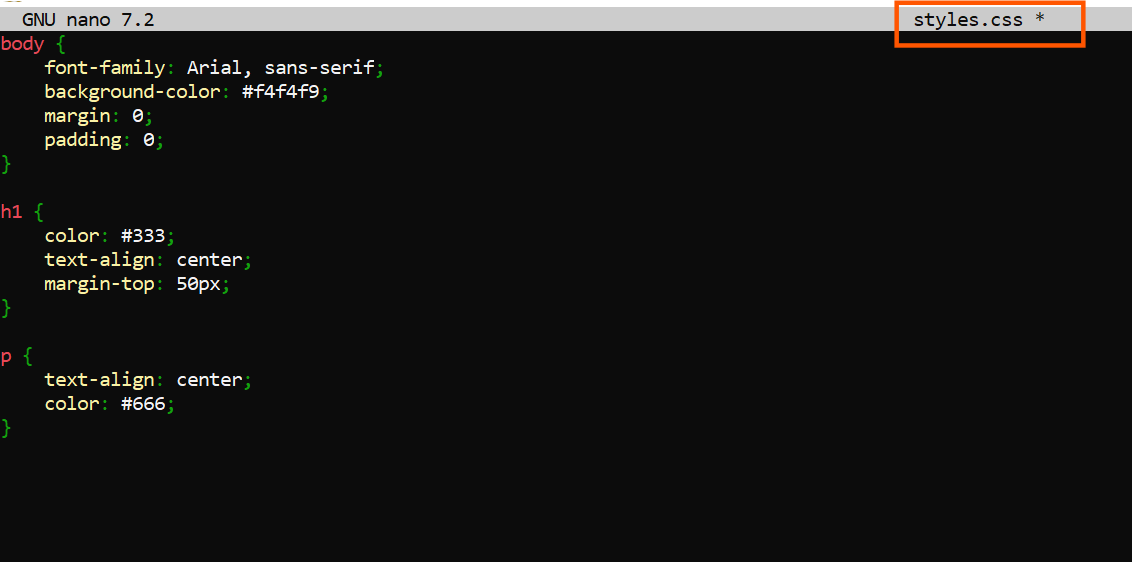 GNU nano 7.2 styles.css *
body {
    font-family: Arial, sans-serif;
    background-color: #f4f4f9;
    margin: 0;
    padding: 0;
}

h1 {
    color: #333;
    text-align: center;
    margin-top: 50px;
}

p {
    text-align: center;
    color: #666;
}